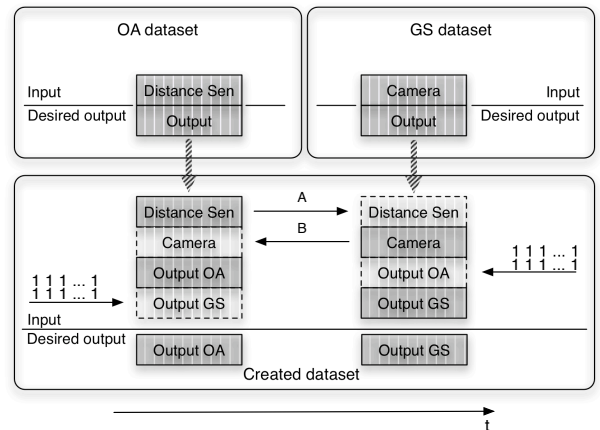 OA dataset
GS dataset
Input
Distance Sen
Camera
Input
Desired output
Output
Output
Desired output
Distance Sen
A
Distance Sen
Camera
B
Camera
1 1 1 ... 1
1 1 1 ... 1
Output OA
Output OA
1 1 1 ... 1
1 1 1 ... 1
Output GS
Output GS
Input
Desired output
Output OA
Output GS
Created dataset
t